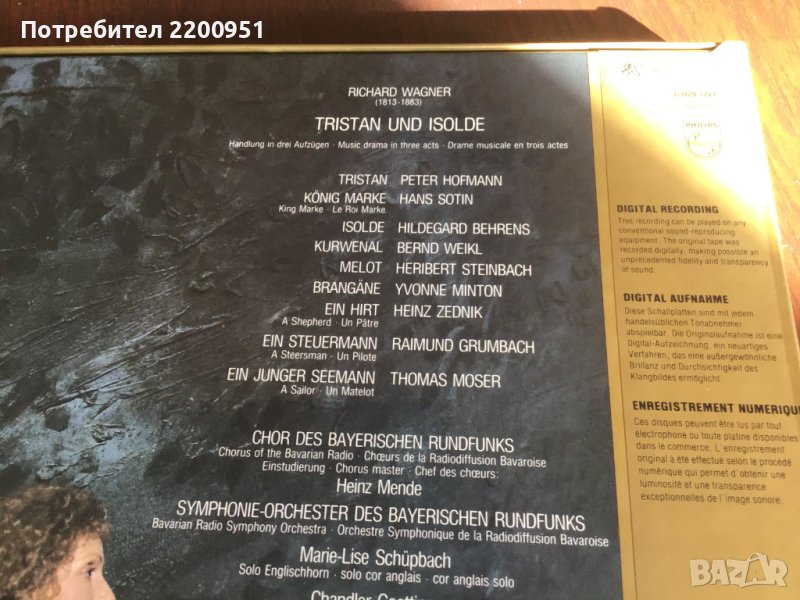 Потребител 2200951
RICHARD WAGNER
(1813-1883)
TRISTAN UND ISOLDE
Handlung in drei Aufzügen · Music drama in three acts · Drame musicale en trois actes
TRISTAN PETER HOFMANN
KÖNIG MARKE HANS SOTIN
King Marke · Le Roi Marke
ISOLDE HILDEGARD BEHRENS
KURWENAL BERND WEIKL
MELOT HERIBERT STEINBACH
BRANGÄNE YVONNE MINTON
EIN HIRT HEINZ ZEDNIK
A Shepherd · Un Pâtre
EIN STEUERMANN RAIMUND GRUMBACH
A Steersman · Un Pilote
EIN JUNGER SEEMANN THOMAS MOSER
A Sailor · Un Matelot
CHOR DES BAYERISCHEN RUNDFUNKS
Chorus of the Bavarian Radio · Chœurs de la Radiodiffusion Bavaroise
Einstudierung · Chorus master · Chef des chœurs:
Heinz Mende
SYMPHONIE-ORCHESTER DES BAYERISCHEN RUNDFUNKS
Bavarian Radio Symphony Orchestra · Orchestre Symphonique de la Radiodiffusion Bavaroise
Marie-Lise Schüpbach
Solo Englischhorn · solo cor anglais · cor anglais solo
Chandler
PHILIPS
DIGITAL RECORDING
This recording can be played on any
conventional sound-reproducing
equipment. The original tape was
recorded digitally, making possible an
unprecedented fidelity and transparency
of sound.
DIGITAL AUFNAHME
Diese Schallplatten sind mit jedem
handelsüblichen Tonabnehmer
abspielbar. Die Originalaufnahme ist eine
Digital-Aufzeichnung, ein neuartiges
Verfahren, das eine außergewöhnliche
Brillanz und Durchsichtigkeit des
Klangbildes ermöglicht.
ENREGISTREMENT NUMERIQUE
Ces disques peuvent être lus par tout
électrophone ou toute platine disponibles
dans le commerce. L'enregistrement
original à été effectué selon le procédé
numérique qui permet d'obtenir une
luminosité et une transparence
exceptionnelles de l'image sonore.
BAZAR